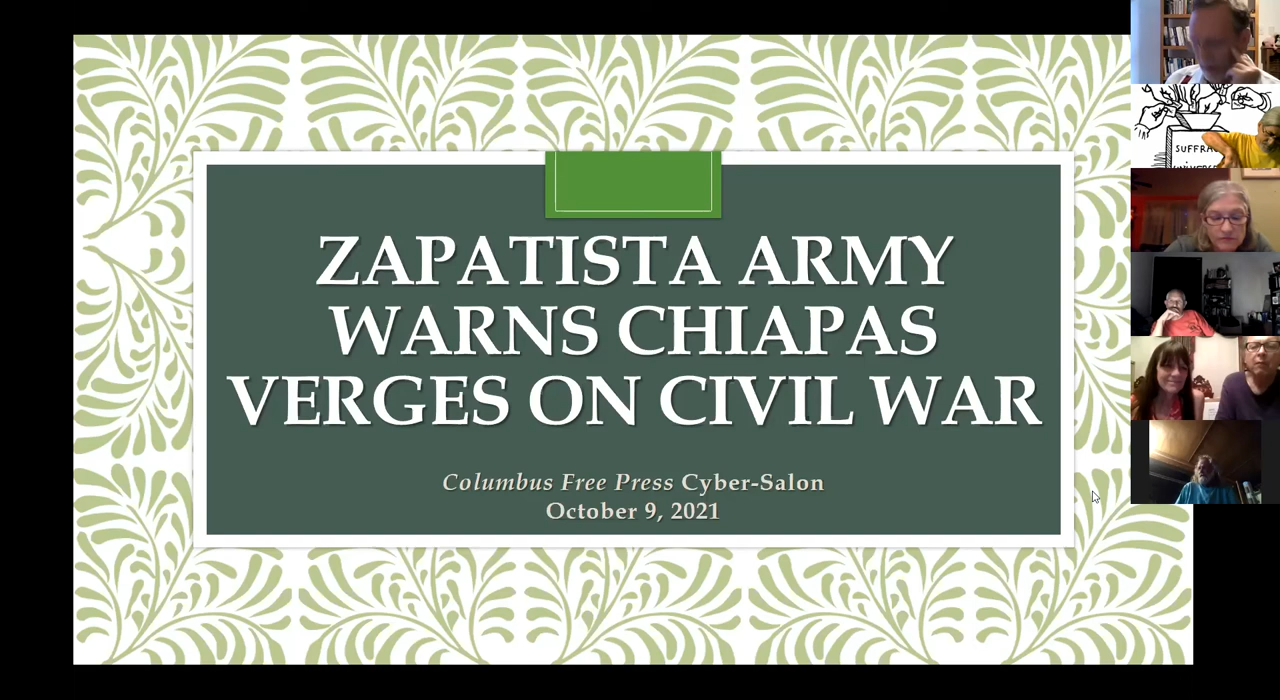 ZAPATISTA ARMY
WARNS CHIAPAS
VERGES ON CIVIL WAR
Columbus Free Press Cyber-Salon
October 9, 2021